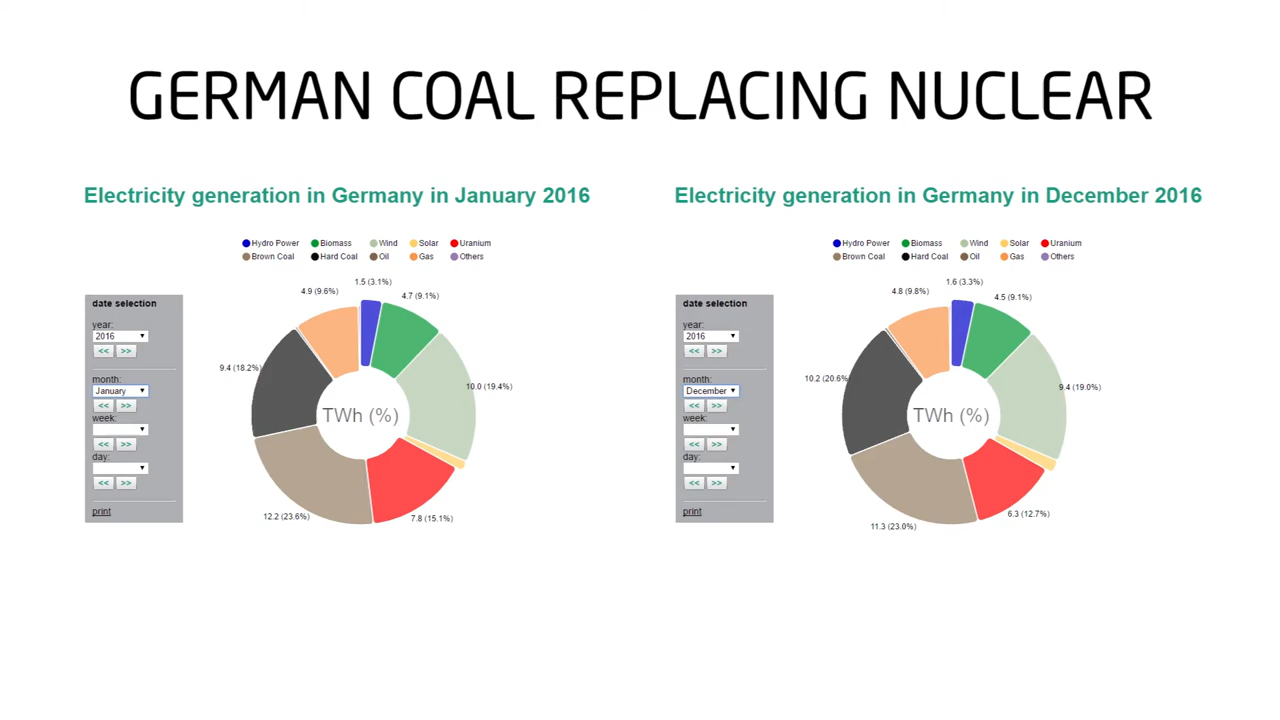 GERMAN COAL REPLACING NUCLEAR
Electricity generation in Germany in January 2016
Hydro Power Biomass Wind Solar Uranium
Brown Coal Hard Coal Oil Gas Others
date selection
year:
2016
<< >>
month:
January
<< >>
week:
<< >>
day:
<< >>
print
1.5 (3.1%)
4.9 (9.6%)
4.7 (9.1%)
9.4 (18.2%)
10.0 (19.4%)
TWh (%)
12.2 (23.6%)
7.8 (15.1%)
Electricity generation in Germany in December 2016
Hydro Power Biomass Wind Solar Uranium
Brown Coal Hard Coal Oil Gas Others
date selection
year:
2016
<< >>
month:
December
<< >>
week:
<< >>
day:
<< >>
print
1.6 (3.3%)
4.8 (9.8%)
4.5 (9.1%)
10.2 (20.6%
9.4 (19.0%)
TWh (%)
6.3 (12.7%)
11.3 (23.0%)